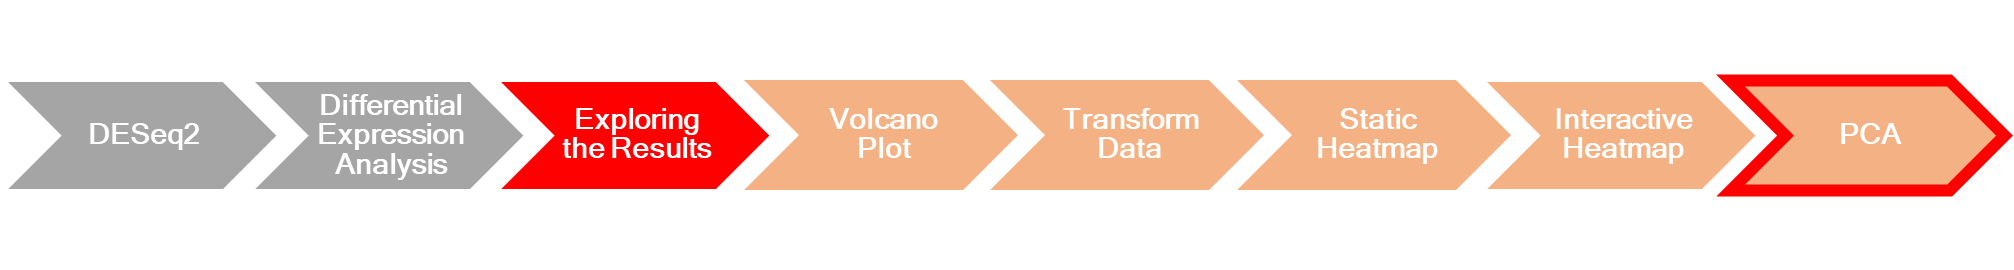 DESeq2
Differential
Expression
Analysis
Exploring
the Results
Volcano
Plot
Transform
Data
Static
Heatmap
Interactive
Heatmap
PCA